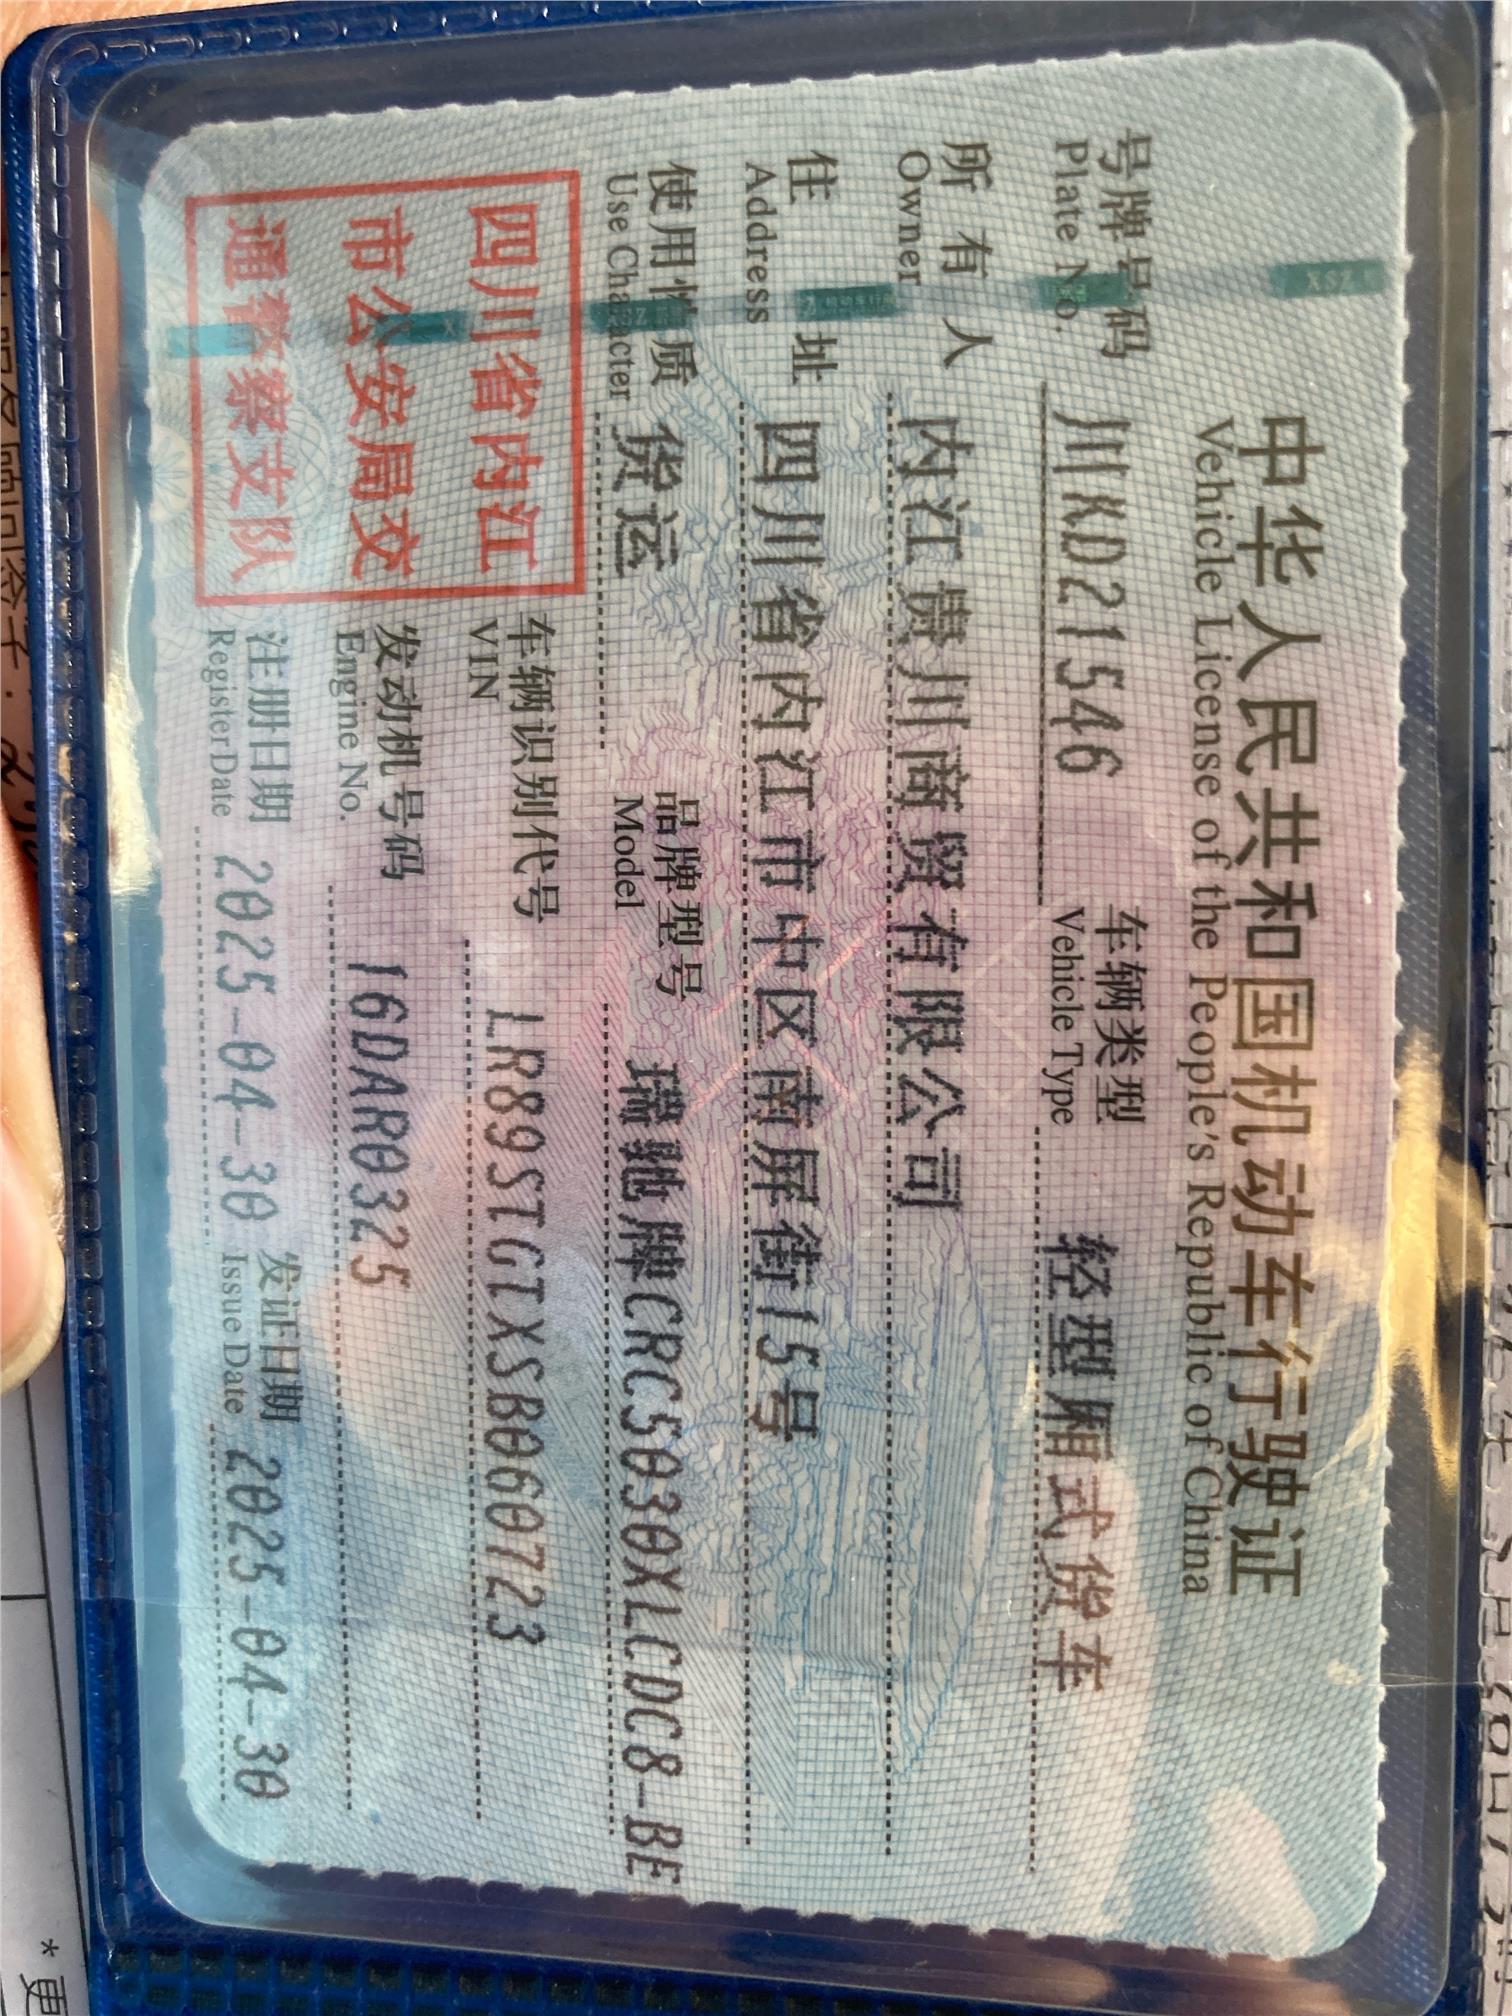 中华人民共和国机动车行驶证
Vehicle License of the People's Republic of China
号牌号码 川KD21546 车辆类型 轻型厢式货车
Plate No. Vehicle Type
所有人 内江贵川商贸有限公司
Owner
住址 四川省内江市中区南屏街15号
Address
使用性质 货运 品牌型号 瑞驰牌CRC5030XLCDC8-BE
Use Character Model
四川省内江
市公安局交
通警察支队
车辆识别代号 LR89STGTXSB060723
VIN
发动机号码 16DAR0325
Engine No.
注册日期 2025-04-30 发证日期 2025-04-30
Register Date Issue Date